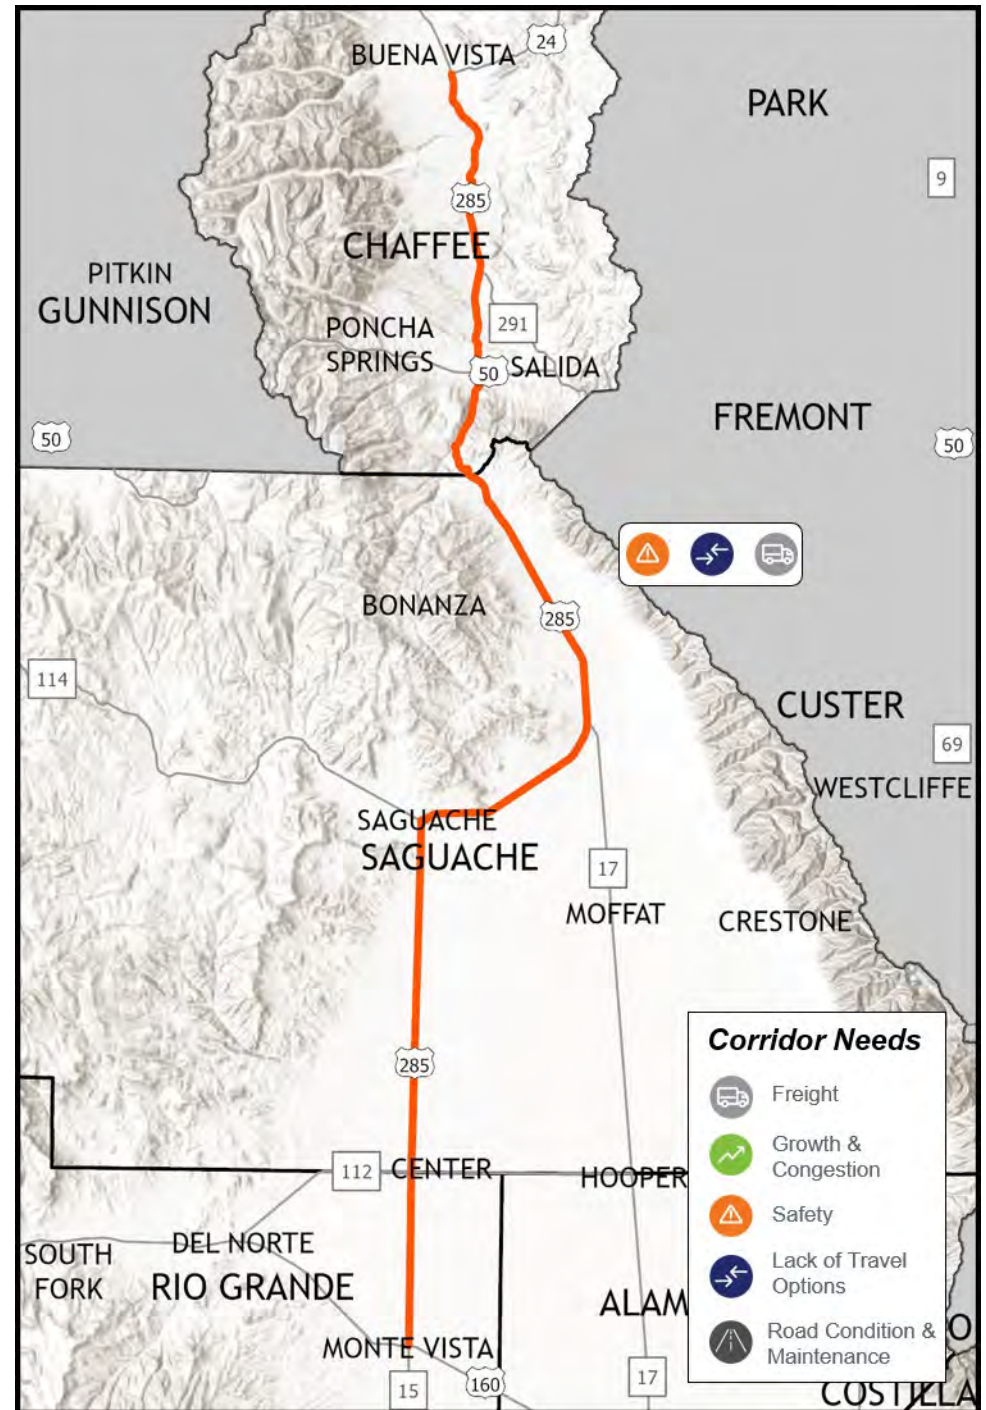 BUENA VISTA
24
PARK
9
285
CHAFFEE
PITKIN
GUNNISON
PONCHA
SPRINGS
291
50
SALIDA
FREMONT
50
50
BONANZA
285
114
CUSTER
69
WESTCLIFFE
SAGUACHE
SAGUACHE
17
MOFFAT
CRESTONE
285
Corridor Needs
Freight
Growth &
Congestion
Safety
Lack of Travel
Options
Road Condition &
Maintenance
112
CENTER
HOOPER
DEL NORTE
SOUTH
FORK
RIO GRANDE
ALAM
O
MONTE VISTA
15
160
17
COSTILLA